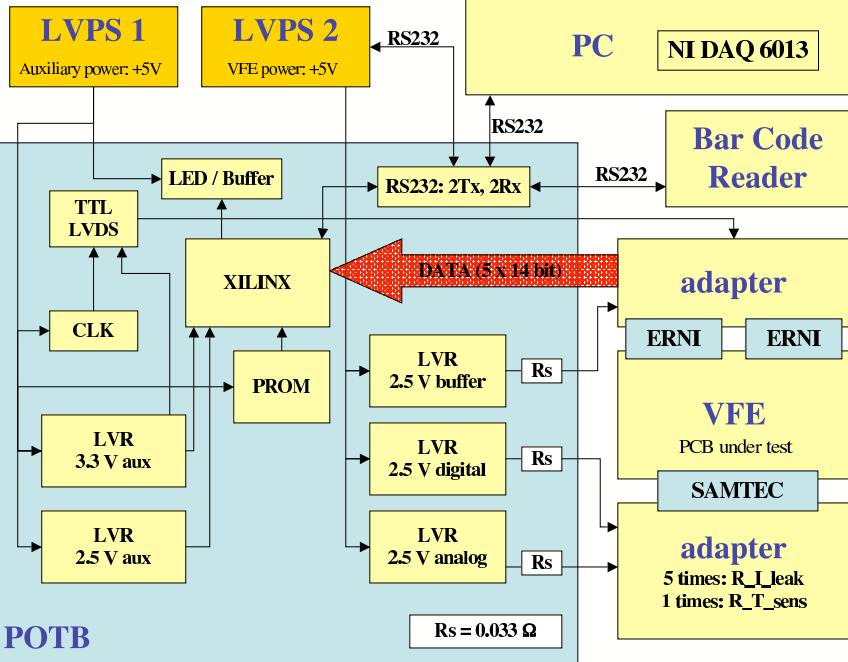 LVPS 1
Auxiliary power: +5V
LVPS 2
VFE power: +5V
RS232
PC
NI DAQ 6013
RS232
Bar Code
Reader
RS232
LED / Buffer
RS232: 2Tx, 2Rx
TTL
LVDS
XILINX
DATA (5 x 14 bit)
adapter
CLK
ERNI
ERNI
PROM
LVR
2.5 V buffer
Rs
VFE
PCB under test
LVR
3.3 V aux
LVR
2.5 V digital
Rs
SAMTEC
LVR
2.5 V aux
LVR
2.5 V analog
Rs
adapter
5 times: R_I_leak
1 times: R_T_sens
POTB
Rs = 0.033 Ω